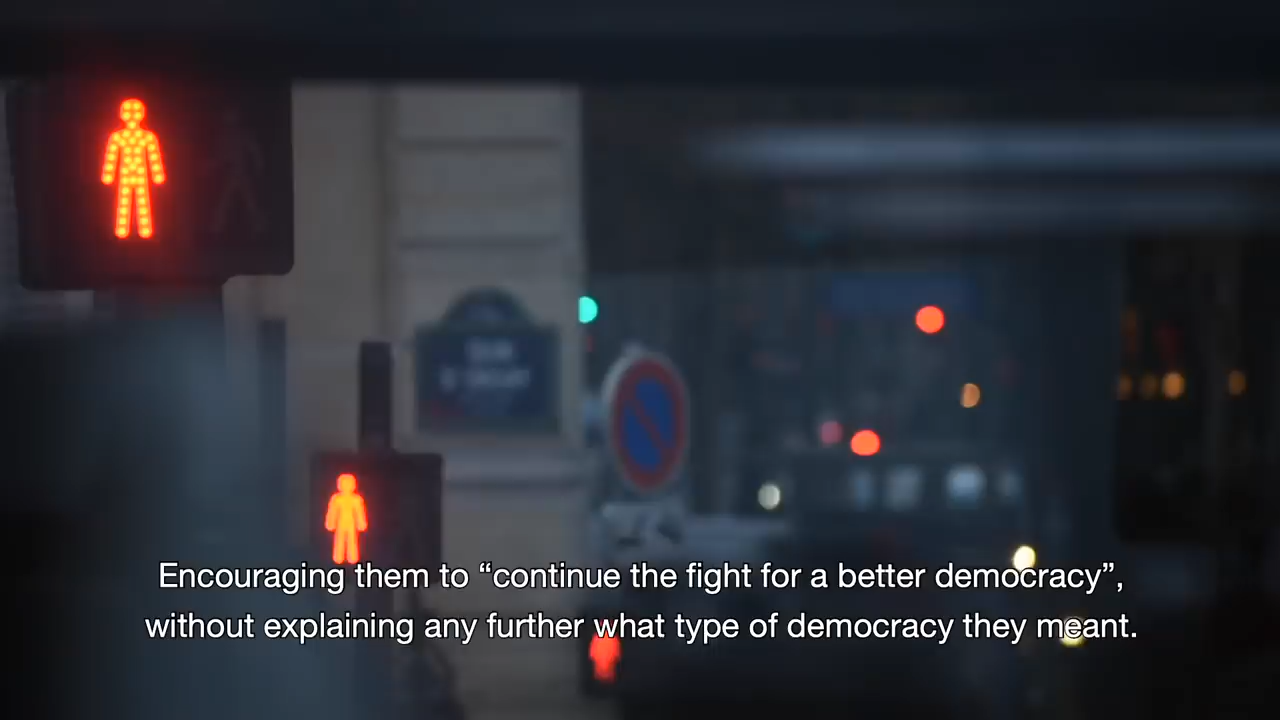 Encouraging them to “continue the fight for a better democracy”,
without explaining any further what type of democracy they meant.